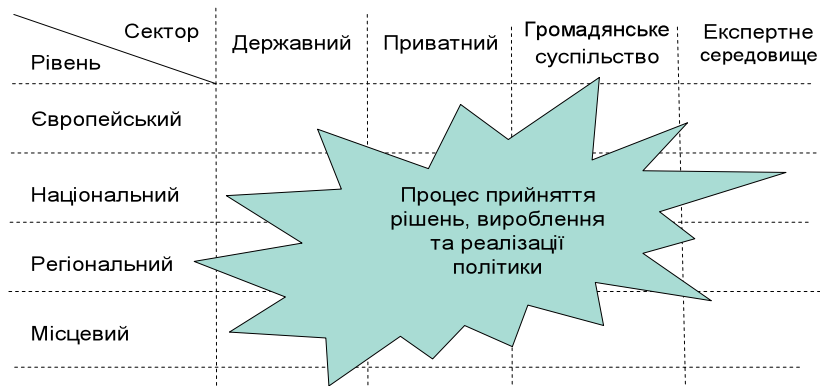 Сектор
Рівень
Державний
Приватний
Громадянське
суспільство
Експертне
середовище
Європейський
Національний
Регіональний
Місцевий
Процес прийняття
рішень, вироблення
та реалізації
політики